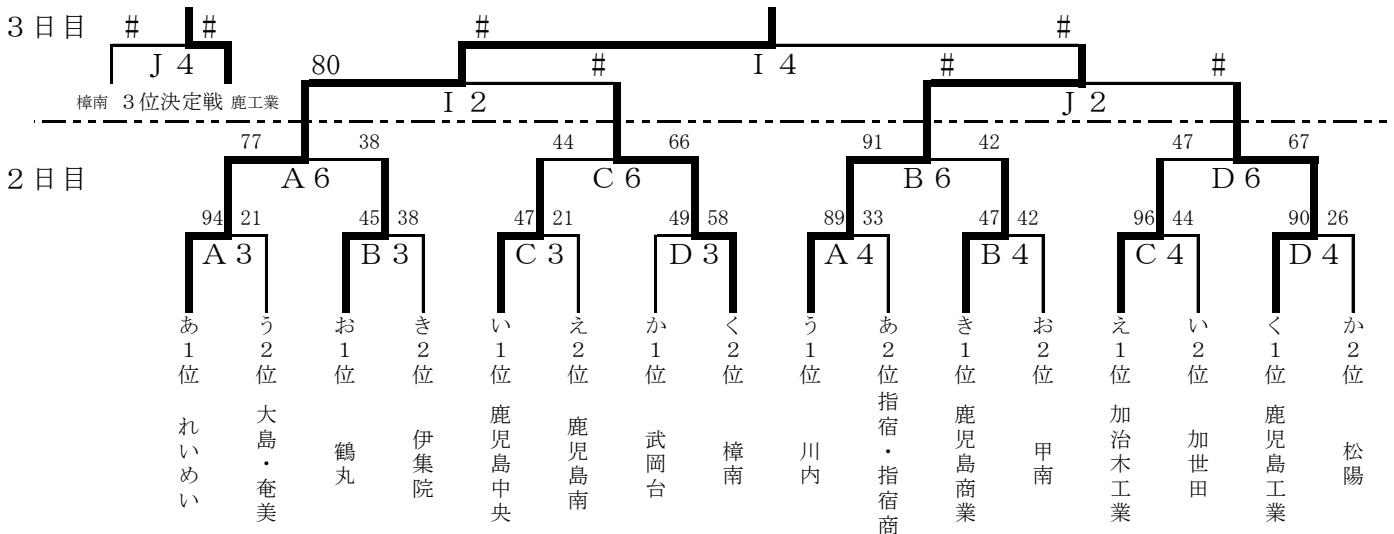 3日目 # # # #
J4 80 # I4 # #
樟南 3位決定戦 鹿工業 I2 J2
77 38 44 66 91 42 47 67
2日目 A6 C6 B6 D6
94 21 45 38 47 21 49 58 89 33 47 42 96 44 90 26
A3 B3 C3 D3 A4 B4 C4 D4
あ1位 れいめい
う2位 大島・奄美
お1位 鶴丸
き2位 伊集院
い1位 鹿児島中央
え2位 鹿児島南
か1位 武岡台
く2位 樟南
う1位 川内
あ2位 指宿・指宿商
き1位 鹿児島商業
お2位 甲南
え1位 加治木工業
い2位 加世田
く1位 鹿児島工業
か2位 松陽